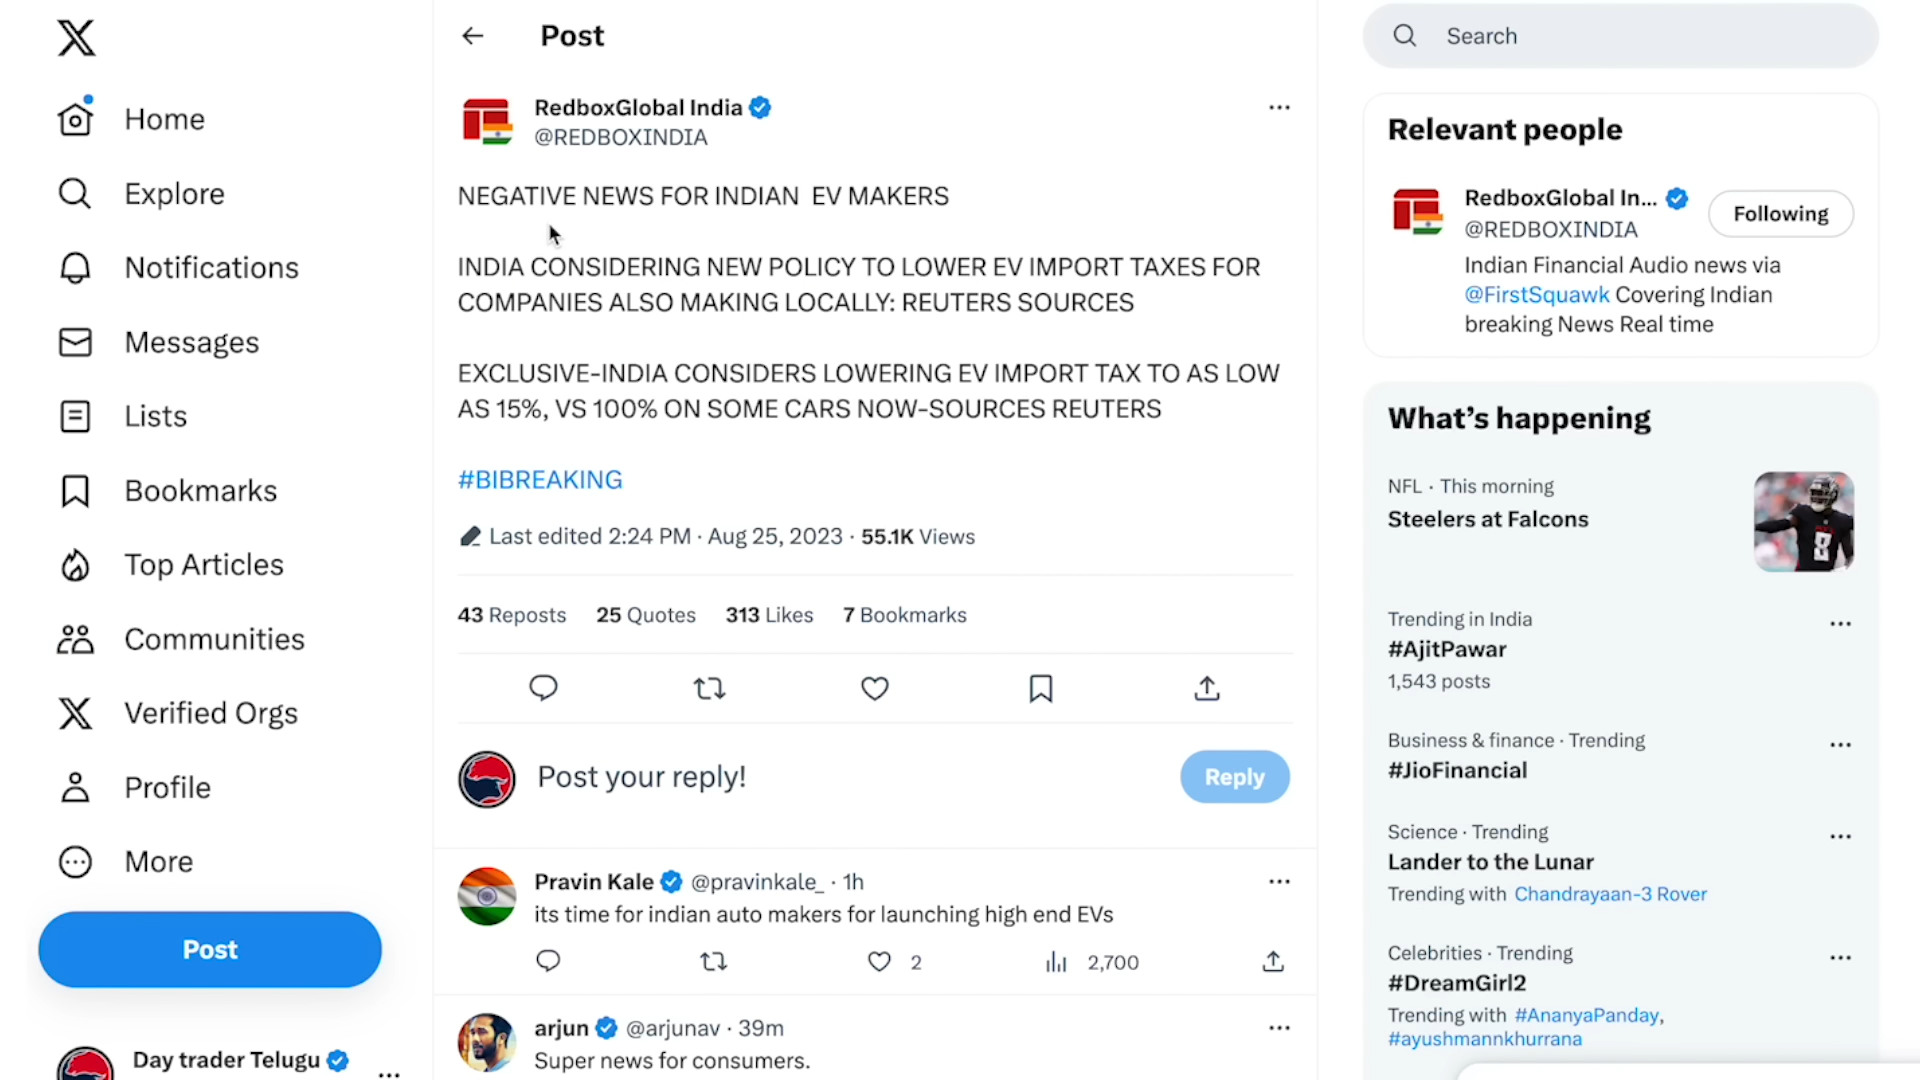 Home
Explore
Notifications
Messages
Lists
Bookmarks
Top Articles
Communities
Verified Orgs
Profile
More
Post
Day trader Telugu
Post
RedboxGlobal India
@REDBOXINDIA
NEGATIVE NEWS FOR INDIAN EV MAKERS
INDIA CONSIDERING NEW POLICY TO LOWER EV IMPORT TAXES FOR
COMPANIES ALSO MAKING LOCALLY: REUTERS SOURCES
EXCLUSIVE-INDIA CONSIDERS LOWERING EV IMPORT TAX TO AS LOW
AS 15%, VS 100% ON SOME CARS NOW-SOURCES REUTERS
#BIBREAKING
Last edited 2:24 PM · Aug 25, 2023 · 55.1K Views
43 Reposts 25 Quotes 313 Likes 7 Bookmarks
Post your reply!
Reply
Pravin Kale @pravinkale_ · 1h
its time for indian auto makers for launching high end EVs
2 2,700
arjun @arjunav · 39m
Super news for consumers.
Search
Relevant people
RedboxGlobal In...
@REDBOXINDIA
Following
Indian Financial Audio news via
@FirstSquawk Covering Indian
breaking News Real time
What's happening
NFL · This morning
Steelers at Falcons
8
Trending in India
#AjitPawar
1,543 posts
Business & finance · Trending
#JioFinancial
Science · Trending
Lander to the Lunar
Trending with Chandrayaan-3 Rover
Celebrities · Trending
#DreamGirl2
Trending with #AnanyaPanday,
#ayushmannkhurrana